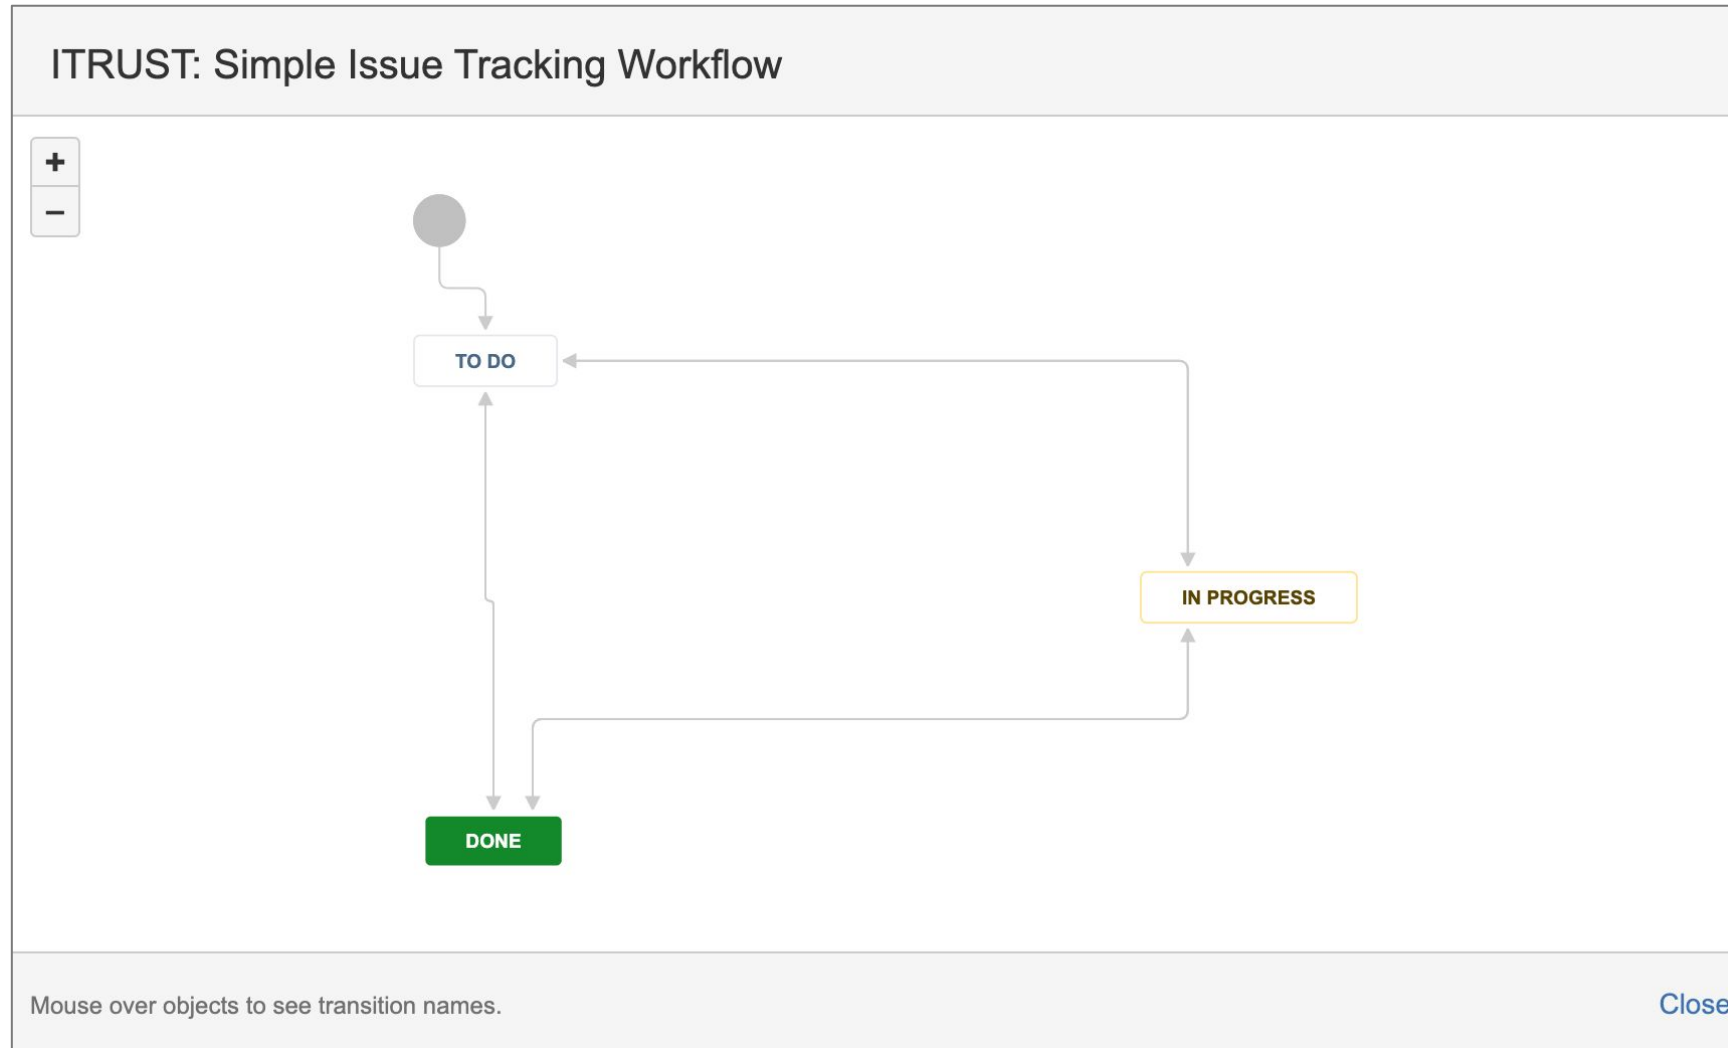 ITRUST: Simple Issue Tracking Workflow
+
−
TO DO
IN PROGRESS
DONE
Mouse over objects to see transition names.
Close